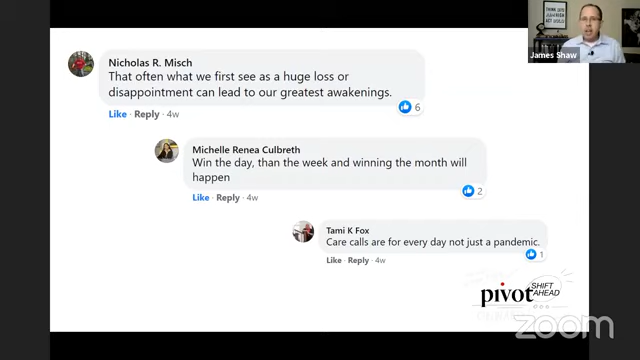 James Shaw
Nicholas R. Misch
That often what we first see as a huge loss or
disappointment can lead to our greatest awakenings.
6
Like · Reply · 4w
Michelle Renea Culbreth
Win the day, than the week and winning the month will
happen
2
Like · Reply · 4w
Tami K Fox
Care calls are for every day not just a pandemic.
1
Like · Reply · 4w
pivot
SHIFT
AHEAD
zoom